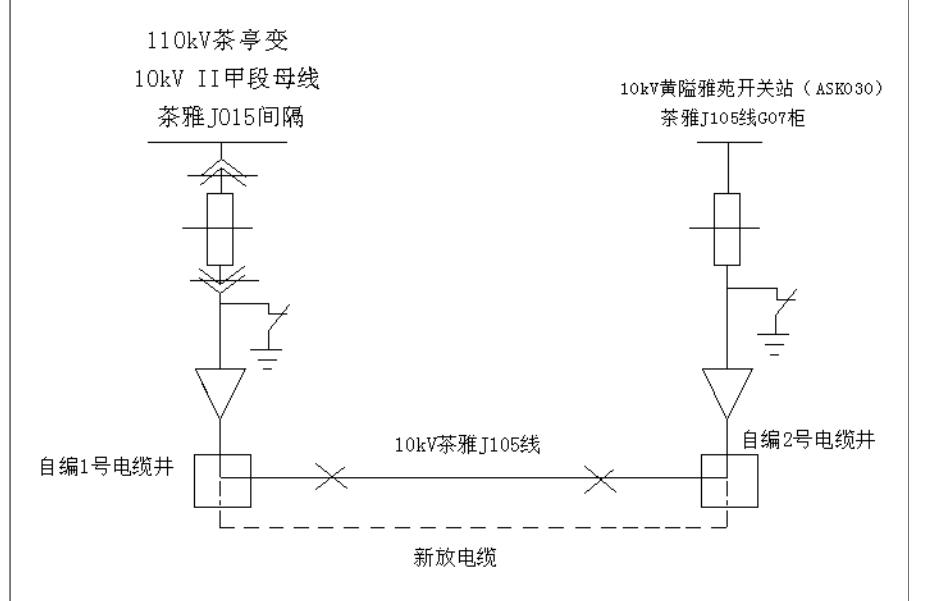 110kV茶亭变
10kV II甲段母线
茶雅J015间隔
10kV黄隘雅苑开关站（ASK030）
茶雅J105线G07柜
10kV茶雅J105线
自编1号电缆井
自编2号电缆井
新放电缆